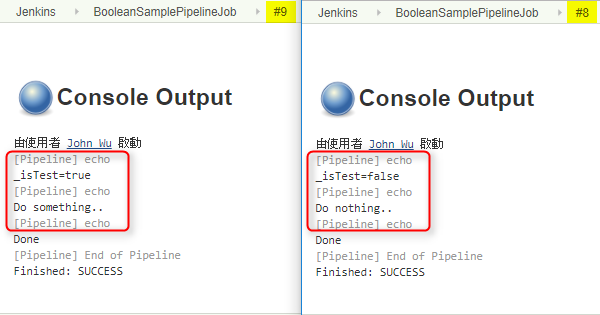 Jenkins BooleanSamplePipelineJob #9
Console Output
由使用者 John Wu 啟動
[Pipeline] echo
_isTest=true
[Pipeline] echo
Do something..
[Pipeline] echo
Done
[Pipeline] End of Pipeline
Finished: SUCCESS
Jenkins BooleanSamplePipelineJob #8
Console Output
由使用者 John Wu 啟動
[Pipeline] echo
_isTest=false
[Pipeline] echo
Do nothing..
[Pipeline] echo
Done
[Pipeline] End of Pipeline
Finished: SUCCESS